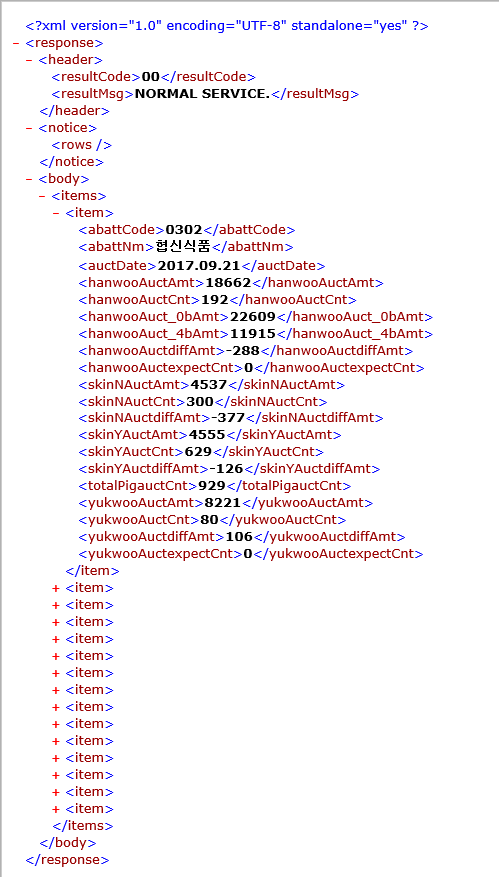 <?xml version="1.0" encoding="UTF-8" standalone="yes" ?>
- <response>
- <header>
<resultCode>00</resultCode>
<resultMsg>NORMAL SERVICE.</resultMsg>
</header>
- <notice>
<rows />
</notice>
- <body>
- <items>
- <item>
<abattCode>0302</abattCode>
<abattNm>협신식품</abattNm>
<auctDate>2017.09.21</auctDate>
<hanwooAuctAmt>18662</hanwooAuctAmt>
<hanwooAuctCnt>192</hanwooAuctCnt>
<hanwooAuct_0bAmt>22609</hanwooAuct_0bAmt>
<hanwooAuct_4bAmt>11915</hanwooAuct_4bAmt>
<hanwooAuctdiffAmt>-288</hanwooAuctdiffAmt>
<hanwooAuctexpectCnt>0</hanwooAuctexpectCnt>
<skinNAuctAmt>4537</skinNAuctAmt>
<skinNAuctCnt>300</skinNAuctCnt>
<skinNAuctdiffAmt>-377</skinNAuctdiffAmt>
<skinYAuctAmt>4555</skinYAuctAmt>
<skinYAuctCnt>629</skinYAuctCnt>
<skinYAuctdiffAmt>-126</skinYAuctdiffAmt>
<totalPigauctCnt>929</totalPigauctCnt>
<yukwooAuctAmt>8221</yukwooAuctAmt>
<yukwooAuctCnt>80</yukwooAuctCnt>
<yukwooAuctdiffAmt>106</yukwooAuctdiffAmt>
<yukwooAuctexpectCnt>0</yukwooAuctexpectCnt>
</item>
+ <item>
+ <item>
+ <item>
+ <item>
+ <item>
+ <item>
+ <item>
+ <item>
+ <item>
+ <item>
+ <item>
+ <item>
+ <item>
+ <item>
</items>
</body>
</response>